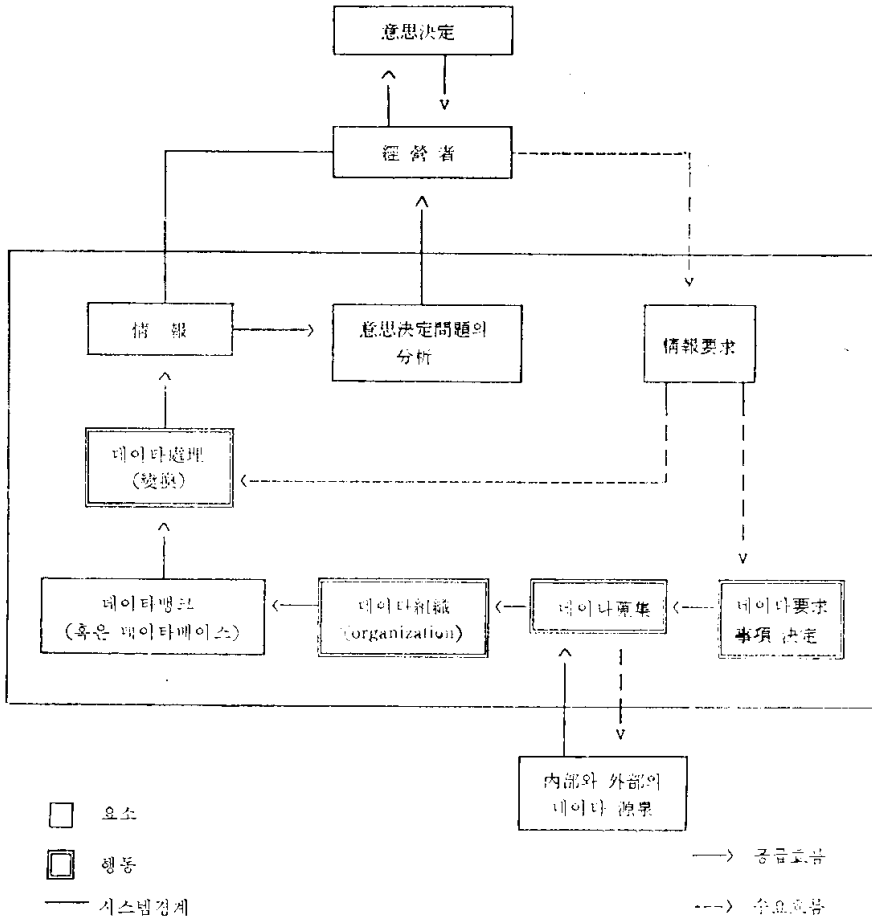 意思決定
經營者
情報
意思決定問題의
分析
情報要求
데이타處理
(變換)
데이타뱅크
(혹은 데이타베이스)
데이타組織
(organization)
데이타蒐集
데이타要求
事項 決定
內部와 外部의
데이타 源泉
요소
행동
시스템경계
공급흐름
수요흐름